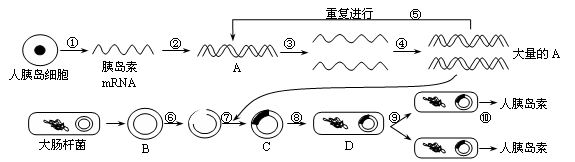 重复进行 ⑤
① ② ③ ④
人胰岛细胞 胰岛素 mRNA A 大量的 A
⑥ ⑦ ⑧ ⑨ ⑩ 人胰岛素
大肠杆菌 B C D 人胰岛素